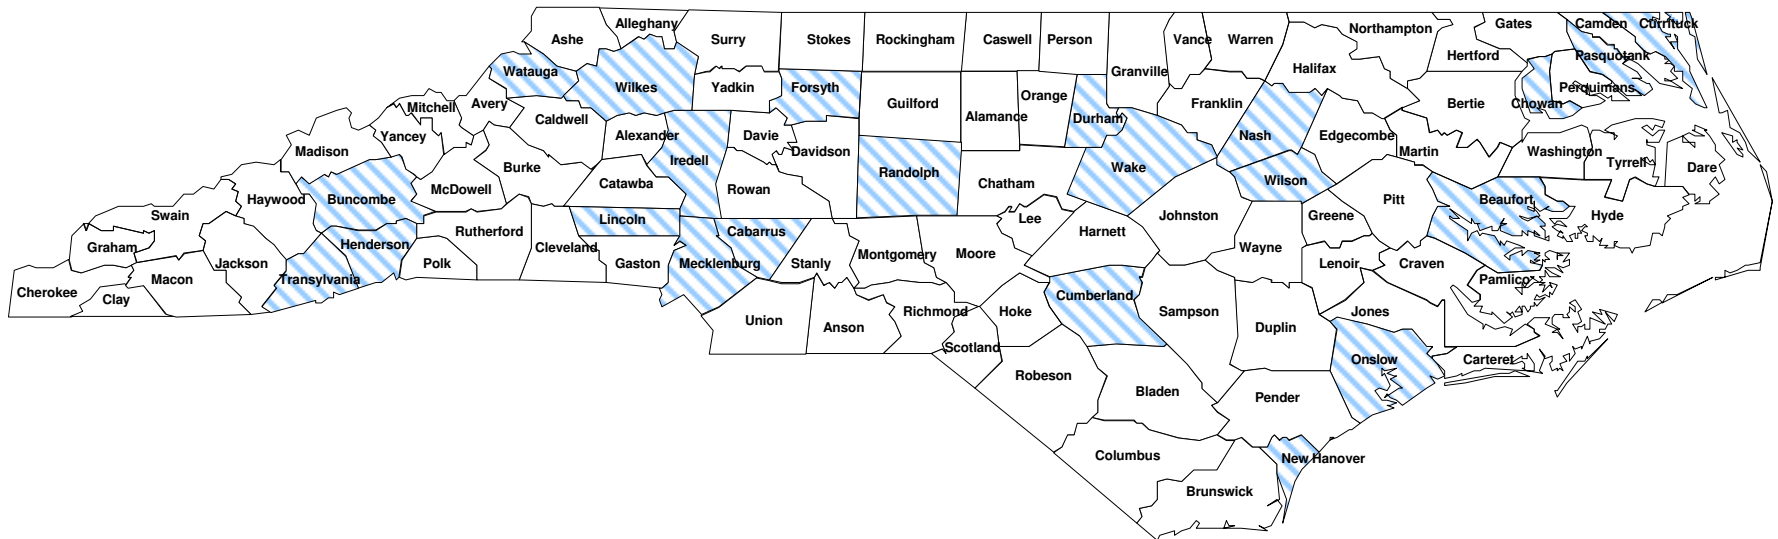 Alleghany
Ashe
Surry
Stokes
Rockingham
Caswell
Person
Vance
Warren
Northampton
Gates
Camden
Currituck
Hertford
Pasquotank
Watauga
Wilkes
Yadkin
Forsyth
Granville
Halifax
Perquimans
Mitchell
Avery
Guilford
Orange
Franklin
Bertie
Chowan
Caldwell
Alamance
Durham
Yancey
Alexander
Davie
Nash
Edgecombe
Madison
Iredell
Davidson
Martin
Washington
Tyrrell
Dare
Burke
Randolph
Wake
Wilson
McDowell
Catawba
Rowan
Chatham
Haywood
Buncombe
Pitt
Beaufort
Swain
Lincoln
Lee
Johnston
Greene
Hyde
Graham
Henderson
Rutherford
Cleveland
Cabarrus
Harnett
Wayne
Jackson
Polk
Gaston
Mecklenburg
Stanly
Montgomery
Moore
Lenoir
Craven
Cherokee
Clay
Macon
Transylvania
Pamlico
Cumberland
Union
Anson
Richmond
Hoke
Sampson
Duplin
Jones
Scotland
Onslow
Carteret
Robeson
Bladen
Pender
Columbus
New Hanover
Brunswick